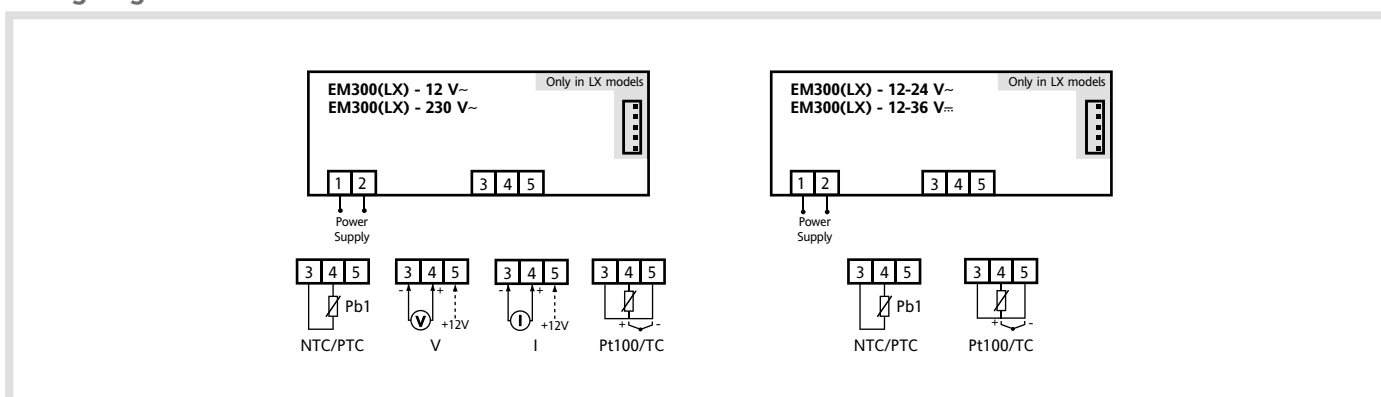 EM300(LX) - 12 V~
EM300(LX) - 230 V~
Only in LX models
1 2
3 4 5
Power
Supply
3 4 5
Pb1
NTC/PTC
3 4 5
- +
V
+12V
V
3 4 5
- +
I
+12V
I
3 4 5
+ -
Pt100/TC
EM300(LX) - 12-24 V~
EM300(LX) - 12-36 V⎓
Only in LX models
1 2
3 4 5
Power
Supply
3 4 5
Pb1
NTC/PTC
3 4 5
+ -
Pt100/TC